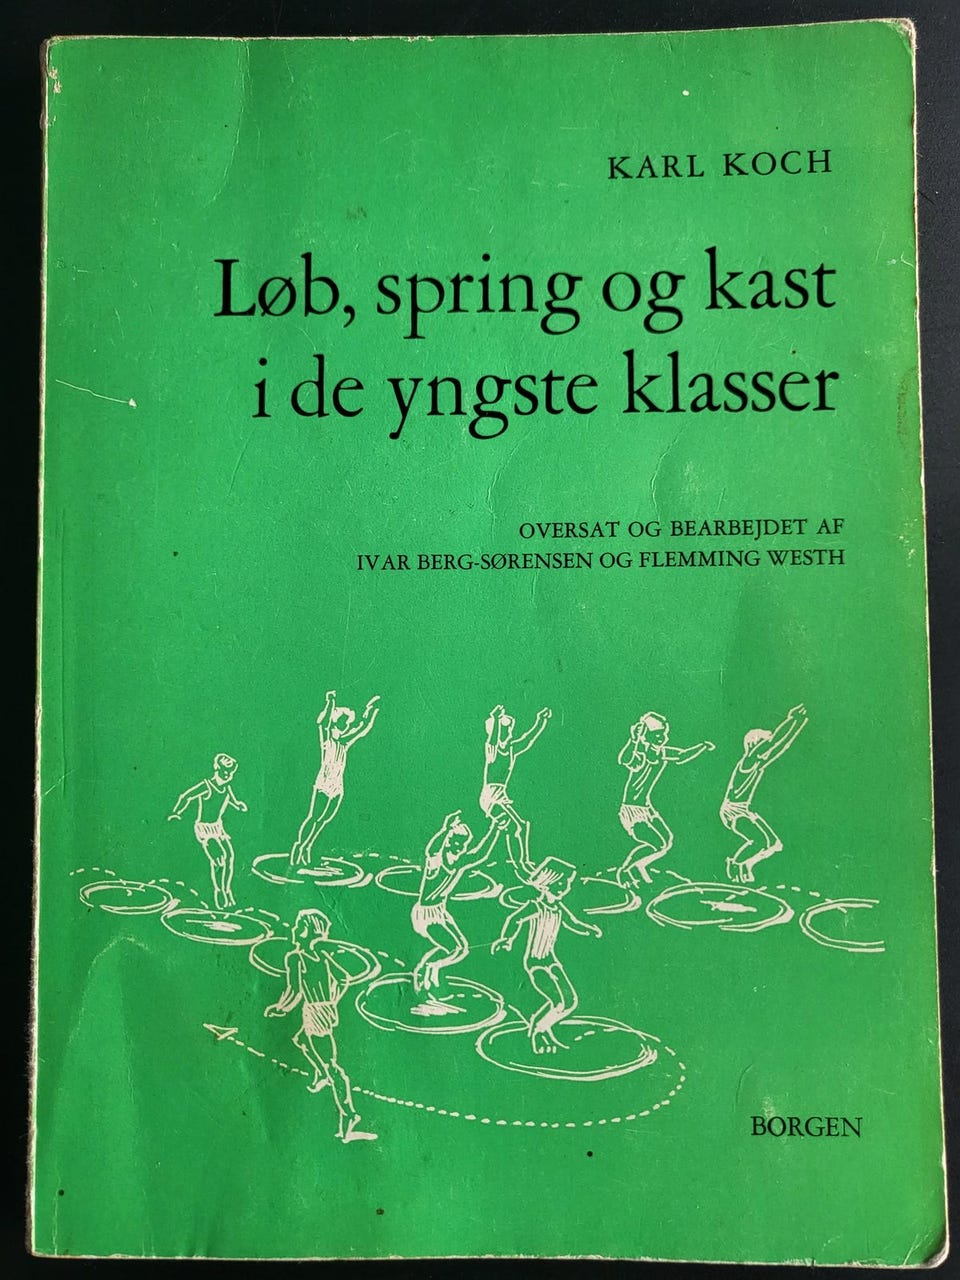 KARL KOCH
Løb, spring og kast
i de yngste klasser
OVERSAT OG BEARBEJDET AF
IVAR BERG-SØRENSEN OG FLEMMING WESTH
BORGEN